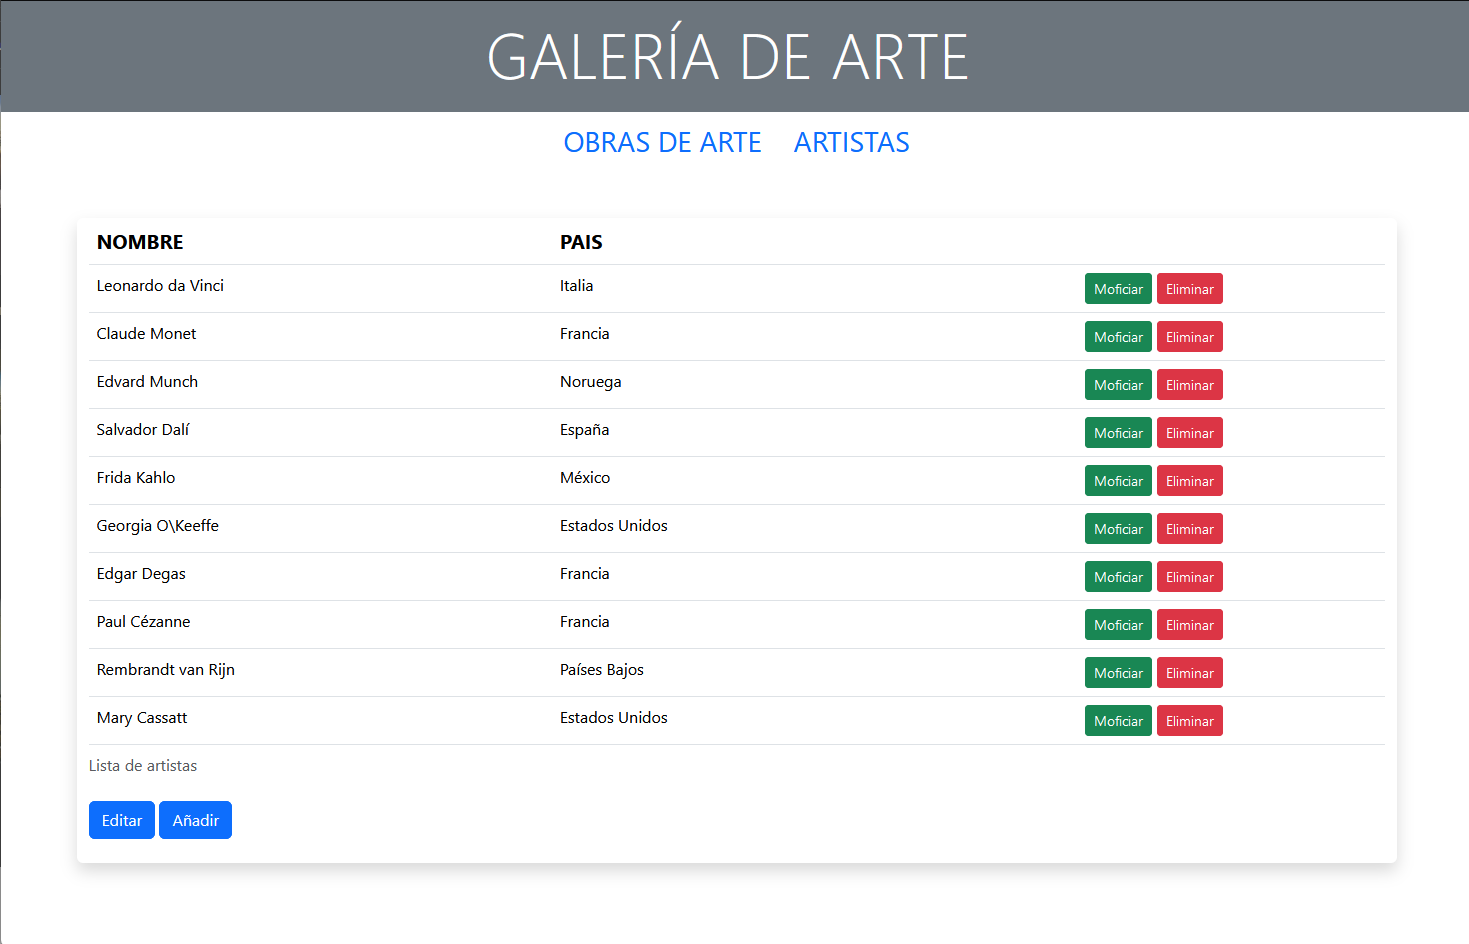 GALERÍA DE ARTE
OBRAS DE ARTE ARTISTAS
NOMBRE PAIS
Leonardo da Vinci Italia Moficiar Eliminar
Claude Monet Francia Moficiar Eliminar
Edvard Munch Noruega Moficiar Eliminar
Salvador Dalí España Moficiar Eliminar
Frida Kahlo México Moficiar Eliminar
Georgia O\Keeffe Estados Unidos Moficiar Eliminar
Edgar Degas Francia Moficiar Eliminar
Paul Cézanne Francia Moficiar Eliminar
Rembrandt van Rijn Países Bajos Moficiar Eliminar
Mary Cassatt Estados Unidos Moficiar Eliminar
Lista de artistas
Editar Añadir